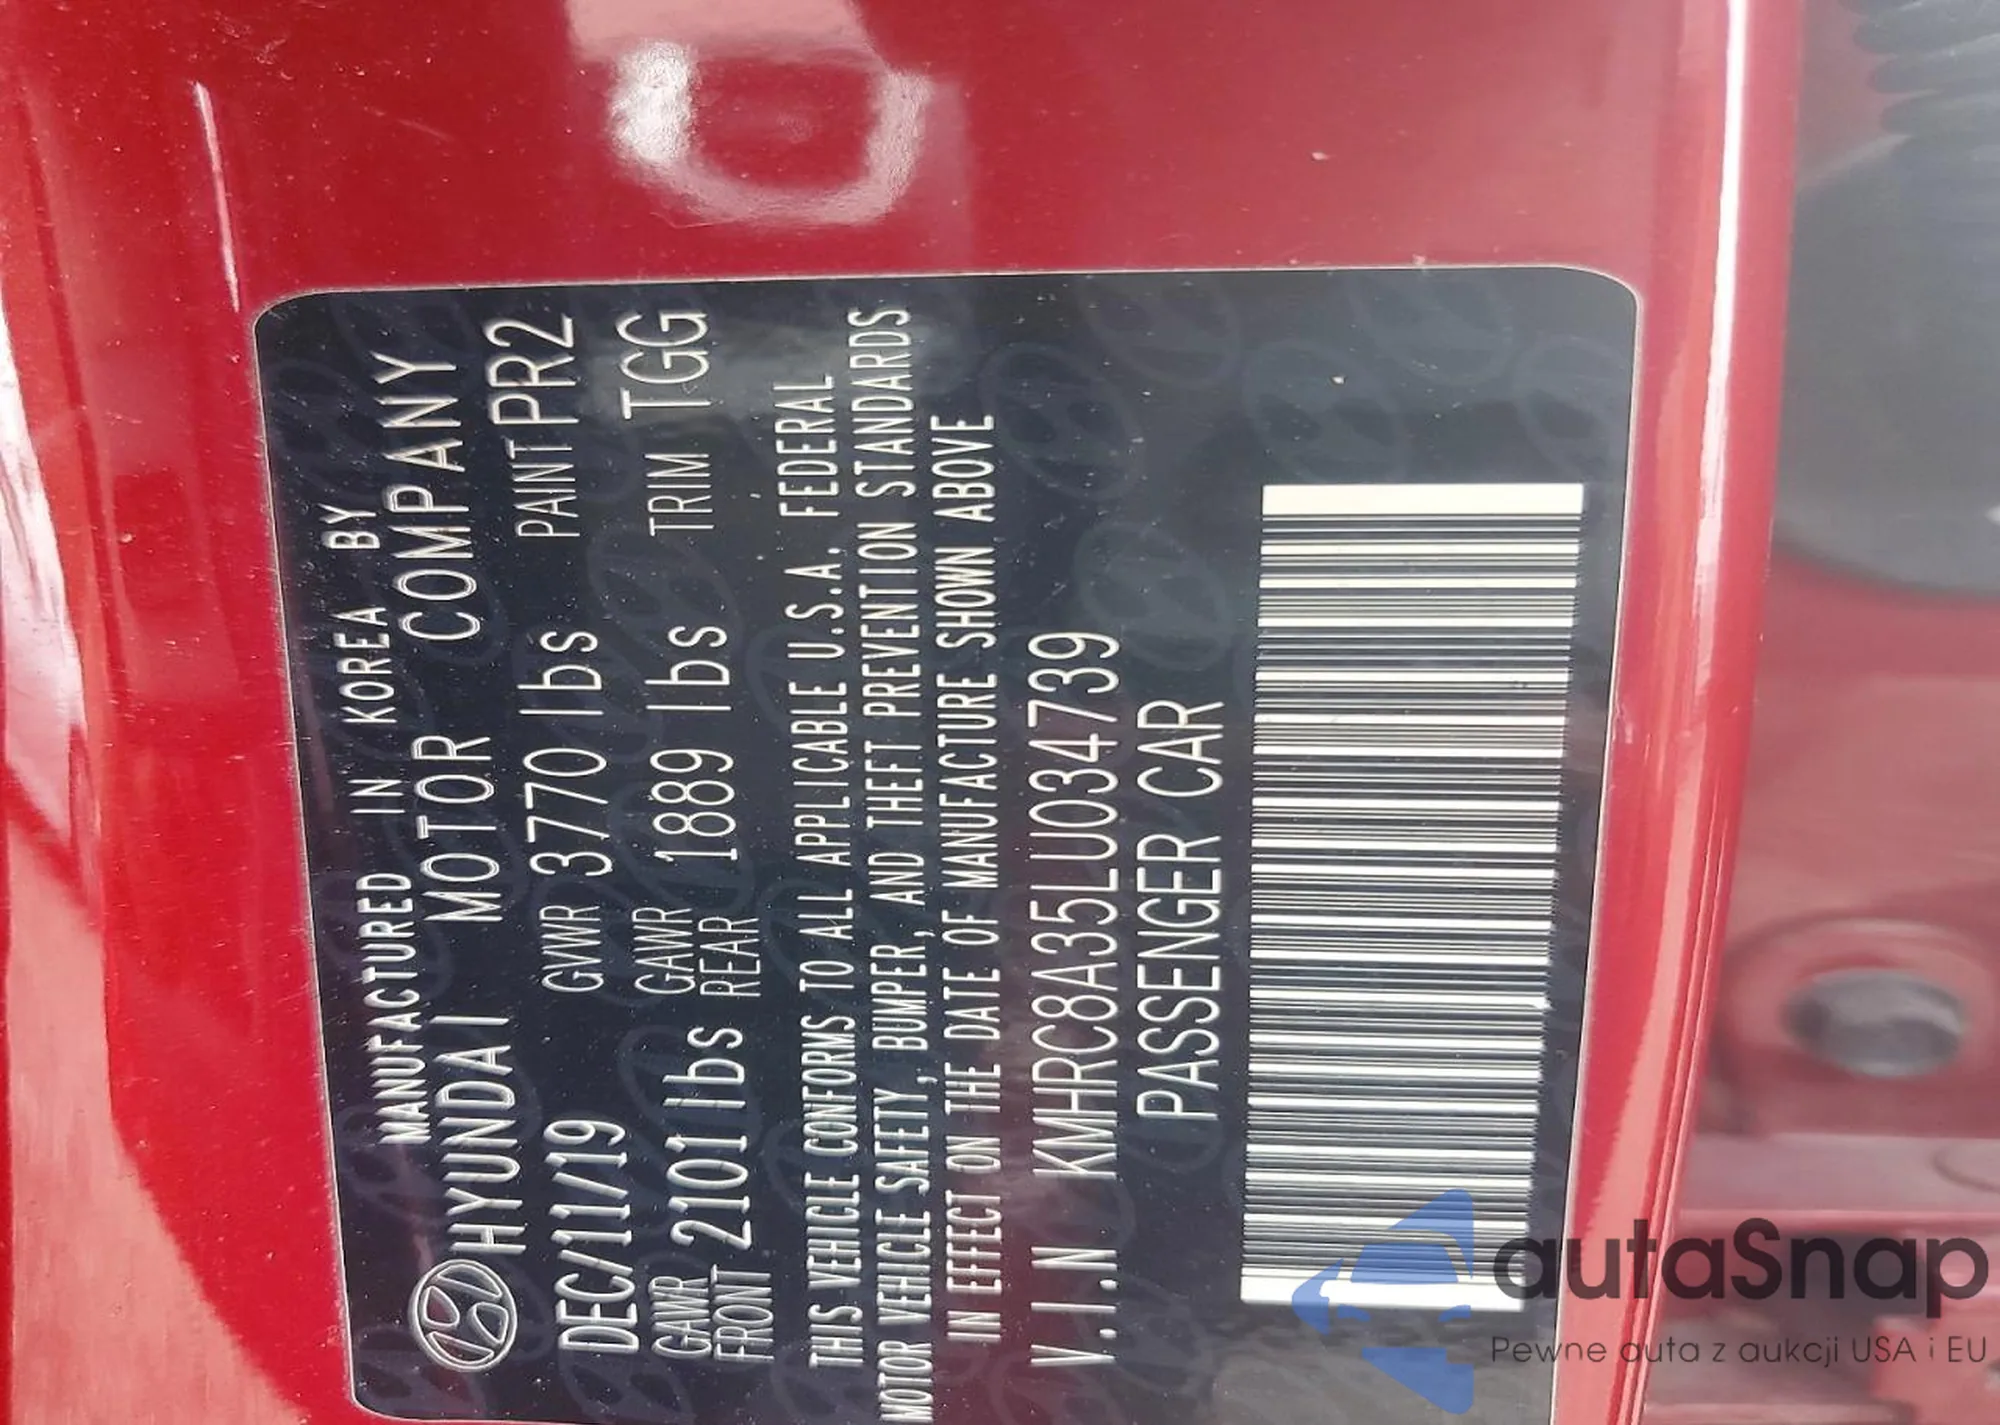 MANUFACTURED IN KOREA BY
HYUNDAI MOTOR COMPANY
DEC/11/19 GVWR 3770 lbs PAINT PR2
GAWR FRONT 2101 lbs GAWR REAR 1889 lbs TRIM TGG
THIS VEHICLE CONFORMS TO ALL APPLICABLE U.S.A. FEDERAL
MOTOR VEHICLE SAFETY, BUMPER, AND THEFT PREVENTION STANDARDS
IN EFFECT ON THE DATE OF MANUFACTURE SHOWN ABOVE
V.I.N KMHRC8A35LU034739
PASSENGER CAR
autaSnap
Pewne auta z aukcji USA i EU